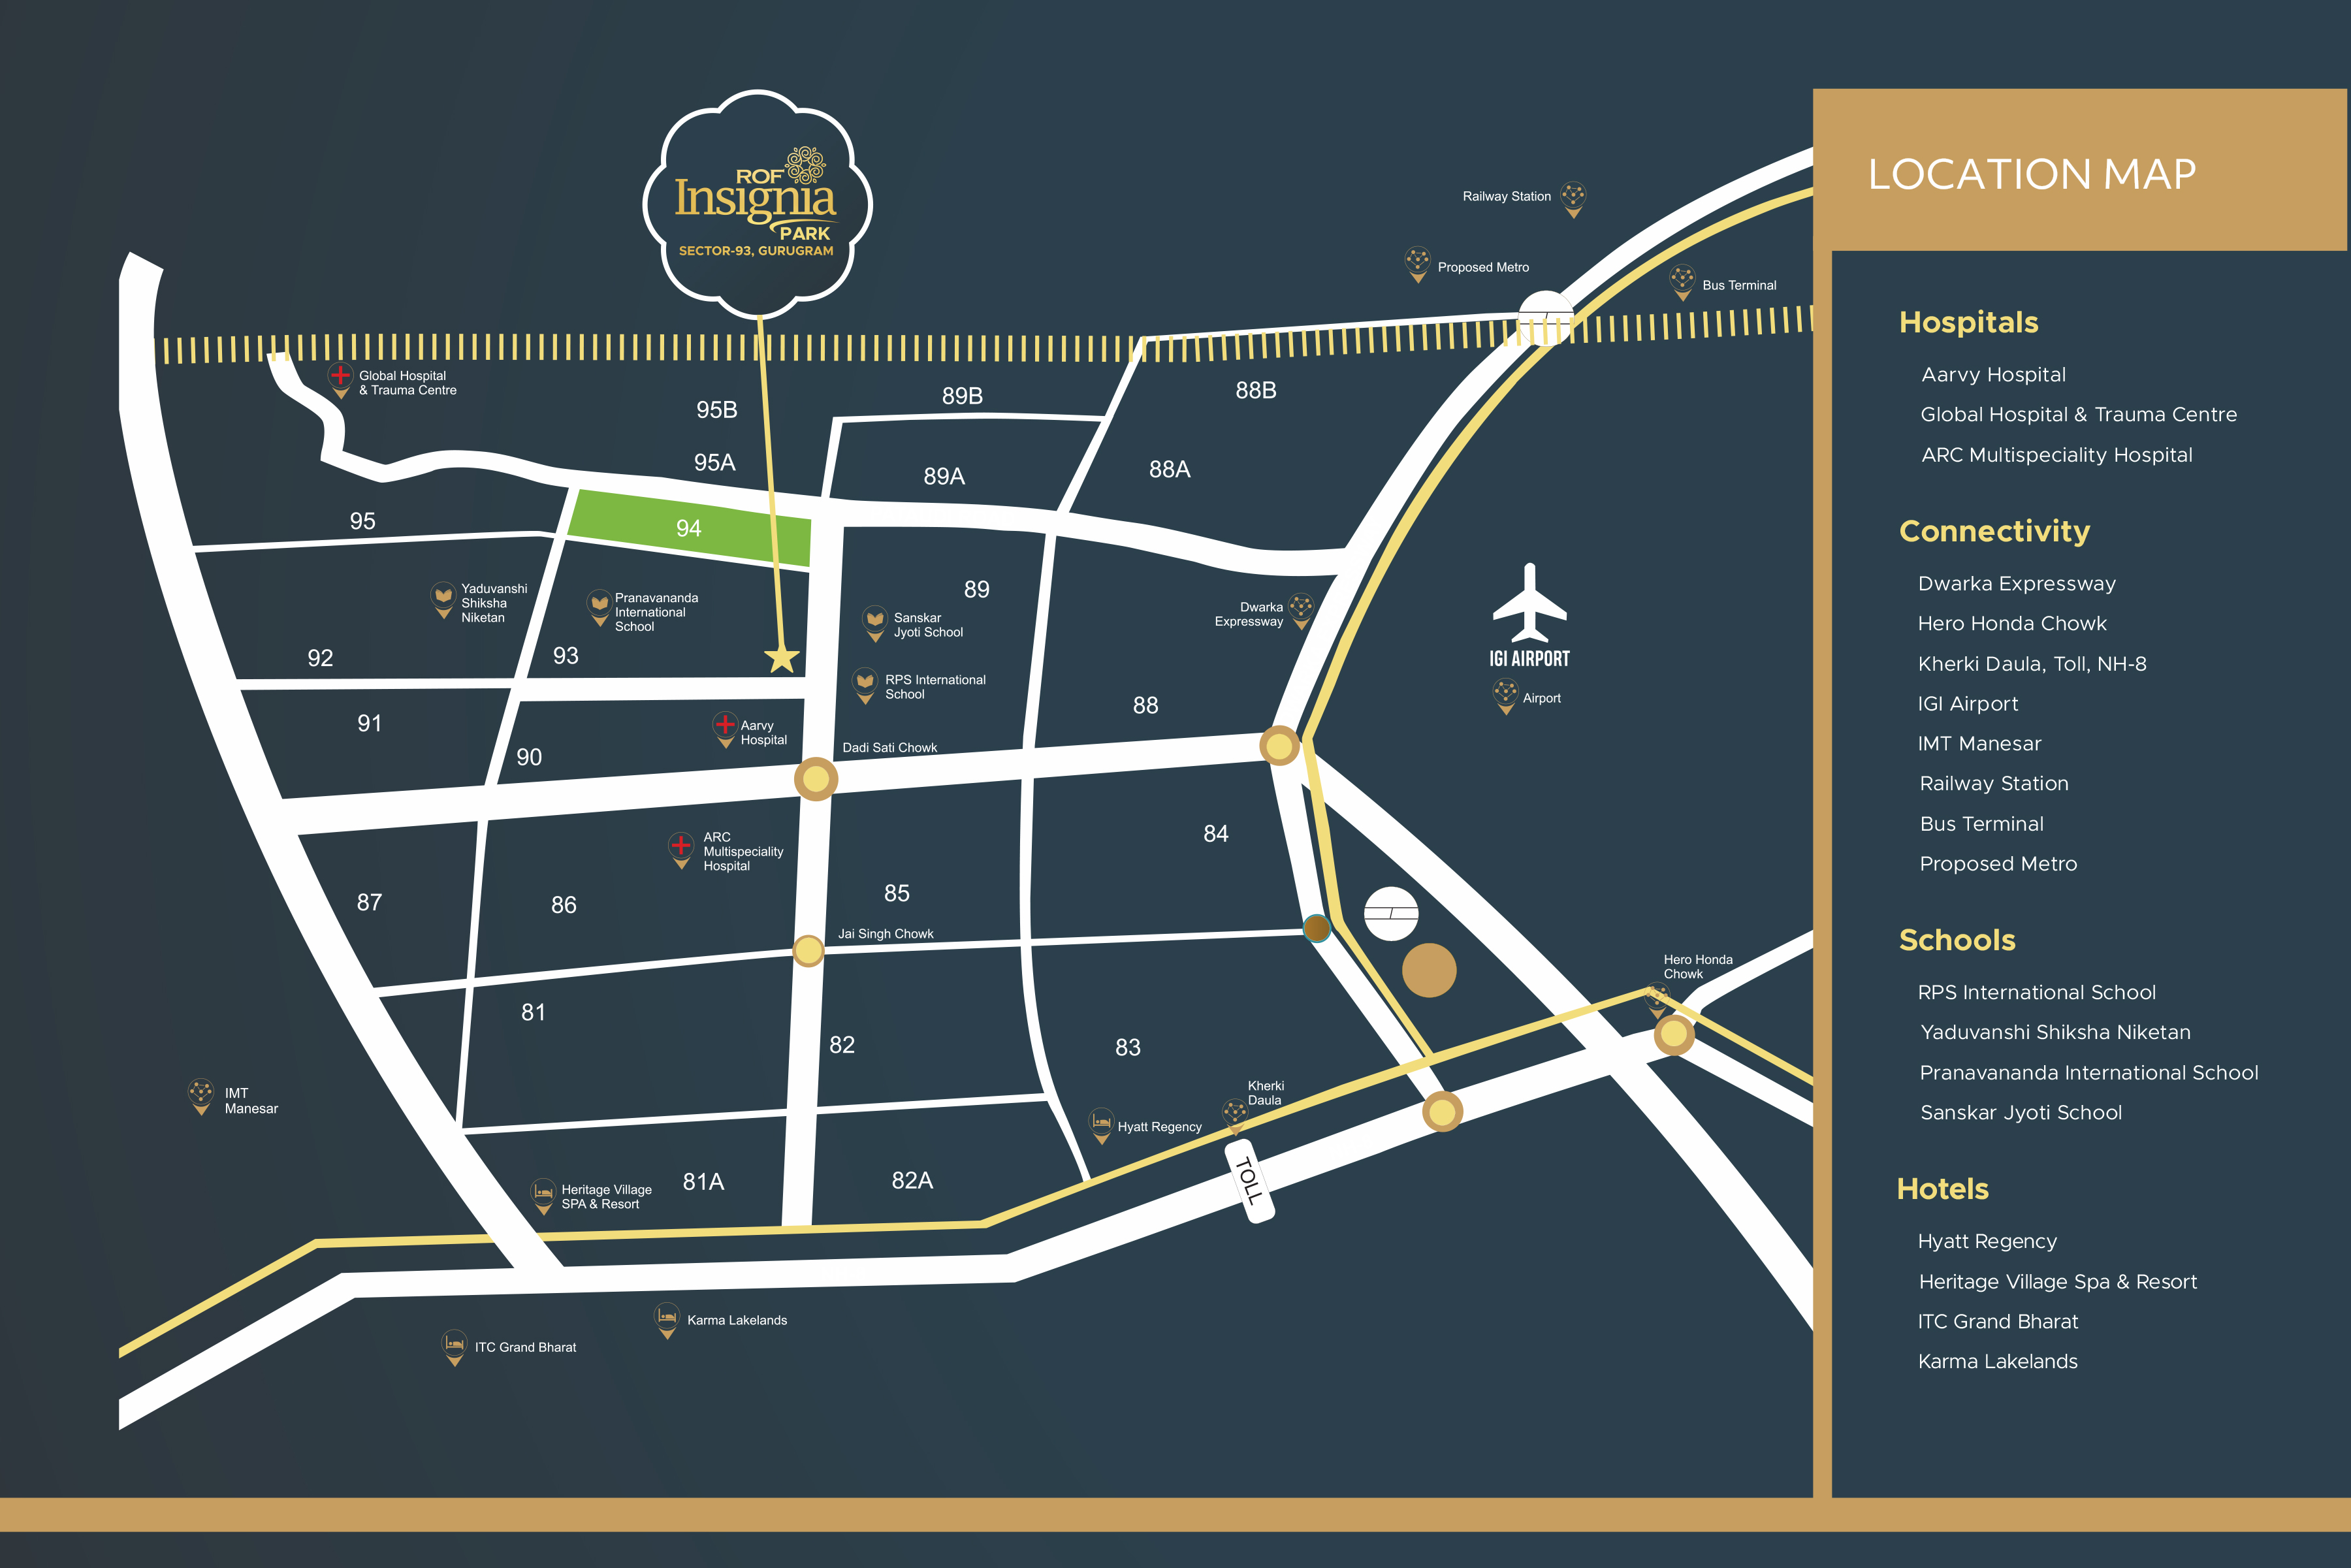 ROF
Insignia
PARK
SECTOR-93, GURUGRAM
LOCATION MAP
Railway Station
Proposed Metro
Bus Terminal
Global Hospital
& Trauma Centre
95B
89B
88B
95A
89A
88A
95
94
Yaduvanshi
Shiksha
Niketan
Pranavananda
International
School
89
Sanskar
Jyoti School
Dwarka
Expressway
IGI AIRPORT
Airport
92
93
RPS International
School
88
91
90
Aarvy
Hospital
Dadi Sati Chowk
ARC
Multispeciality
Hospital
84
87
86
85
Jai Singh Chowk
Hero Honda
Chowk
81
82
83
IMT
Manesar
Kherki
Daula
Hyatt Regency
TOLL
Heritage Village
SPA & Resort
81A
82A
Karma Lakelands
ITC Grand Bharat
Hospitals
Aarvy Hospital
Global Hospital & Trauma Centre
ARC Multispeciality Hospital
Connectivity
Dwarka Expressway
Hero Honda Chowk
Kherki Daula, Toll, NH-8
IGI Airport
IMT Manesar
Railway Station
Bus Terminal
Proposed Metro
Schools
RPS International School
Yaduvanshi Shiksha Niketan
Pranavananda International School
Sanskar Jyoti School
Hotels
Hyatt Regency
Heritage Village Spa & Resort
ITC Grand Bharat
Karma Lakelands